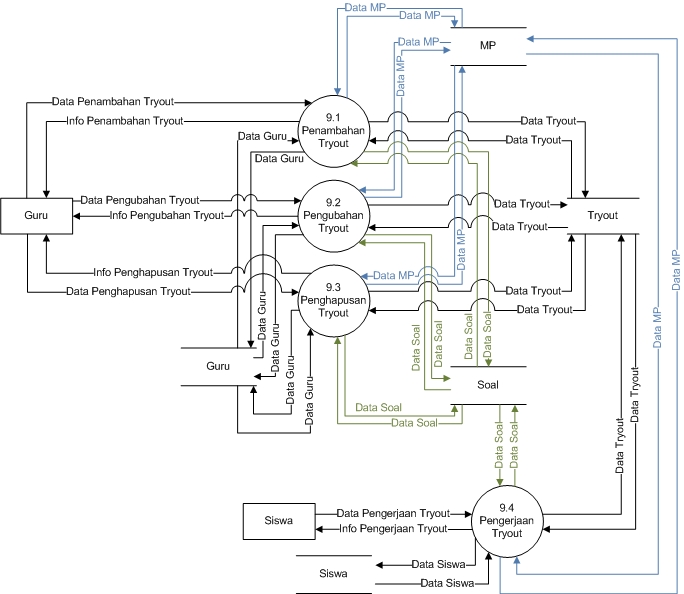 Data MP
Data MP
MP
Data MP
Data MP
9.1
Penambahan
Tryout
Data Penambahan Tryout
Info Penambahan Tryout
Data Guru
Data Guru
Data Tryout
Data Tryout
Guru
Data Pengubahan Tryout
Info Pengubahan Tryout
9.2
Pengubahan
Tryout
Data Tryout
Data Tryout
Tryout
Data MP
Data MP
Data MP
Data MP
Info Penghapusan Tryout
Data Penghapusan Tryout
9.3
Penghapusan
Tryout
Data Tryout
Data Tryout
Data Guru
Data Guru
Data Guru
Data Guru
Guru
Data Soal
Data Soal
Data Soal
Data Soal
Soal
Data Soal
Data Soal
Data Soal
Data Soal
Data Tryout
Data Tryout
Siswa
Data Pengerjaan Tryout
Info Pengerjaan Tryout
9.4
Pengerjaan
Tryout
Siswa
Data Siswa
Data Siswa